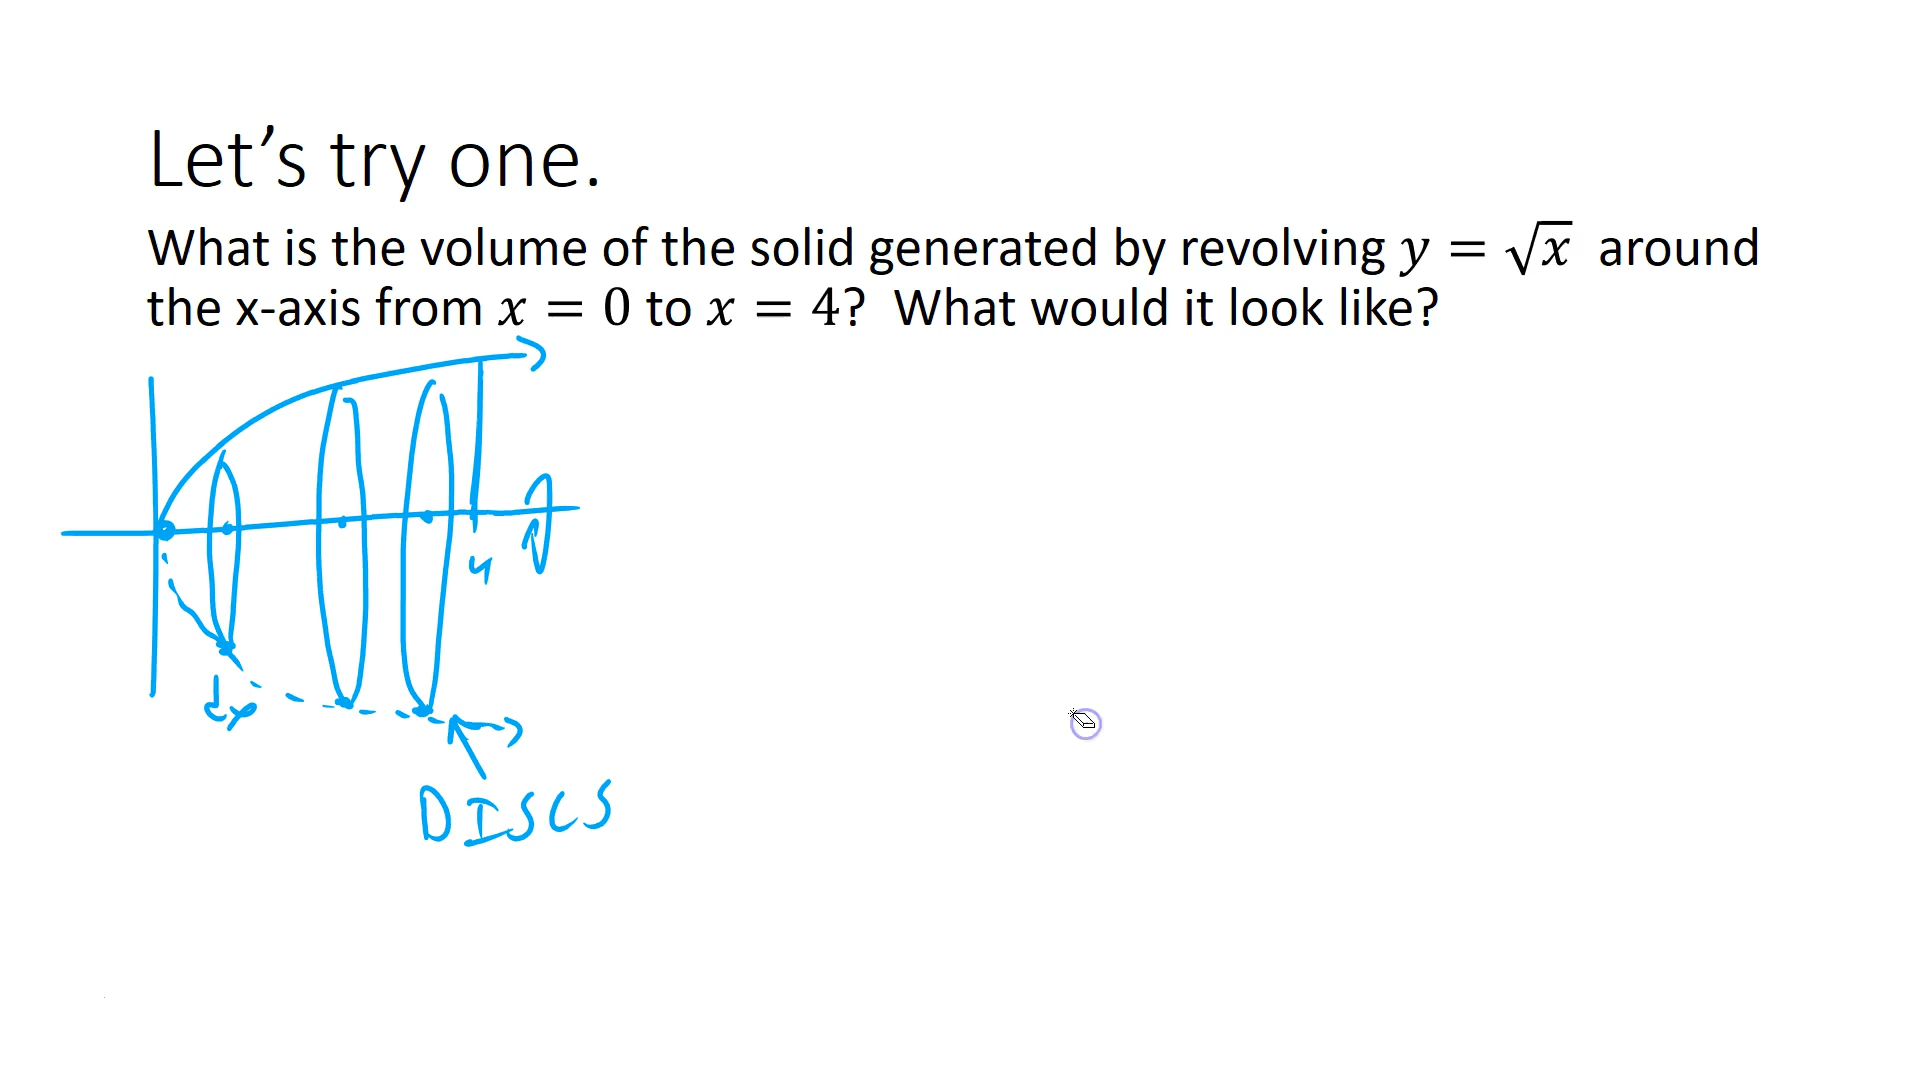 Let’s try one.
What is the volume of the solid generated by revolving y = √x around
the x-axis from x = 0 to x = 4? What would it look like?
4
dx
DISCS